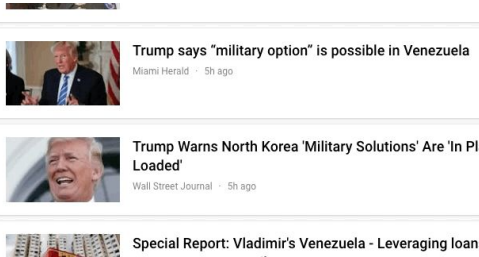 Trump says “military option” is possible in Venezuela
Miami Herald · 5h ago
Trump Warns North Korea 'Military Solutions' Are 'In Pl
Loaded'
Wall Street Journal · 5h ago
Special Report: Vladimir's Venezuela - Leveraging loan